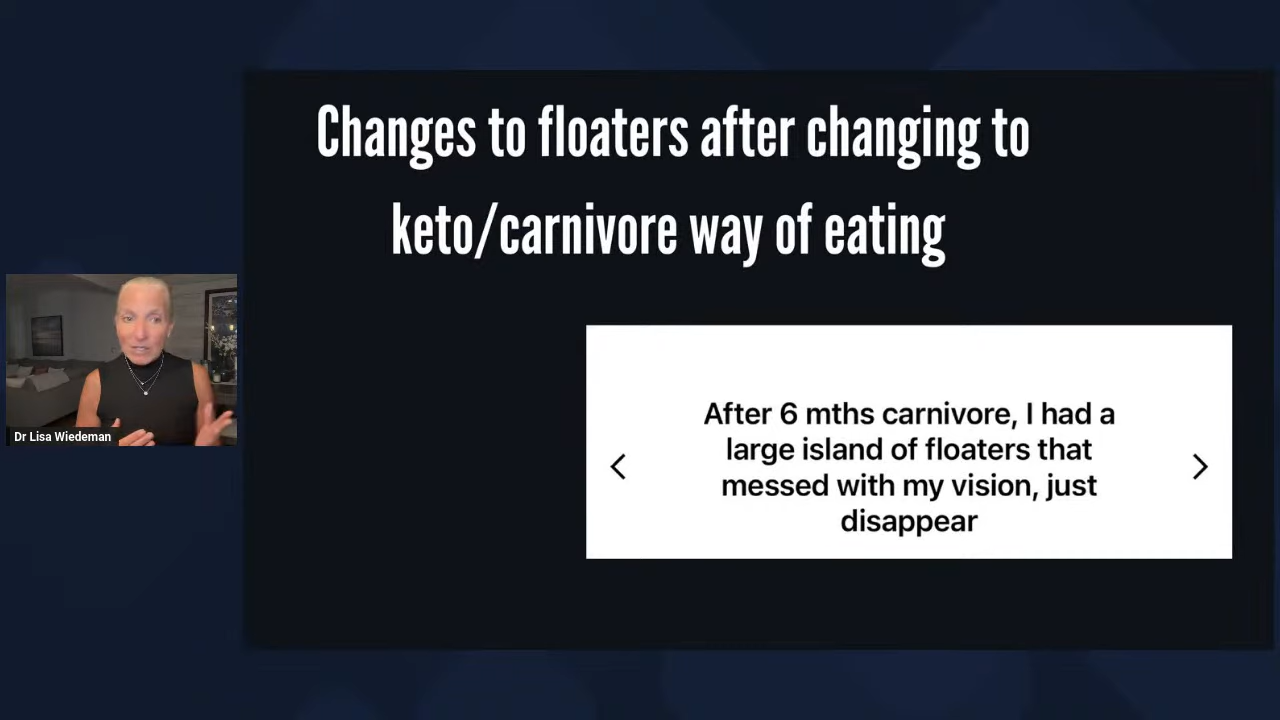 Changes to floaters after changing to
keto/carnivore way of eating
After 6 mths carnivore, I had a
large island of floaters that
messed with my vision, just
disappear
Dr Lisa Wiedeman